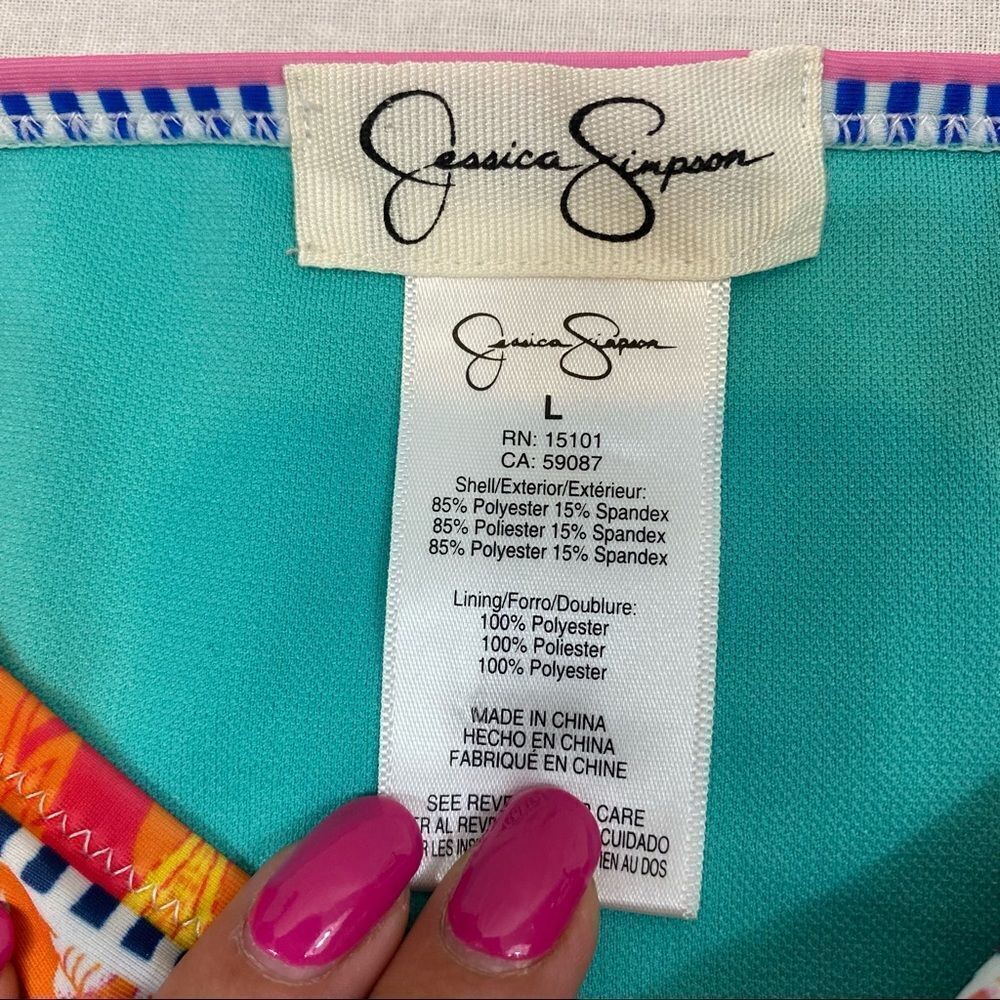 Jessica Simpson
Jessica Simpson
L
RN: 15101
CA: 59087
Shell/Exterior/Extérieur:
85% Polyester 15% Spandex
85% Poliester 15% Spandex
85% Polyester 15% Spandex
Lining/Forro/Doublure:
100% Polyester
100% Poliester
100% Polyester
MADE IN CHINA
HECHO EN CHINA
FABRIQUÉ EN CHINE
SEE CARE
AL CUIDADO
LES AU DOS